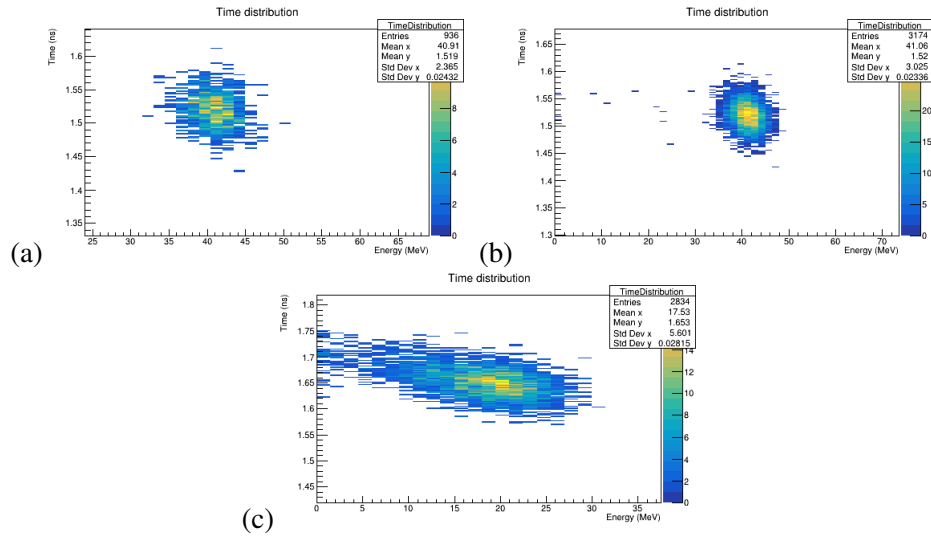 Time distribution
Time (ns)
TimeDistribution
Entries 936
Mean x 40.91
Mean y 1.519
Std Dev x 2.365
Std Dev y 0.02432
1.6
1.55
1.5
1.45
1.4
1.35
8
6
4
2
0
25 30 35 40 45 50 55 60 65
Energy (MeV)
(a)
Time distribution
Time (ns)
TimeDistribution
Entries 3174
Mean x 41.06
Mean y 1.52
Std Dev x 3.025
Std Dev y 0.02336
1.65
1.6
1.55
1.5
1.45
1.4
1.35
1.3
20
15
10
5
0
0 10 20 30 40 50 60 70
Energy (MeV)
(b)
Time distribution
Time (ns)
TimeDistribution
Entries 2834
Mean x 17.53
Mean y 1.653
Std Dev x 5.601
Std Dev y 0.02815
1.8
1.75
1.7
1.65
1.6
1.55
1.5
1.45
14
12
10
8
6
4
2
0
0 5 10 15 20 25 30 35
Energy (MeV)
(c)